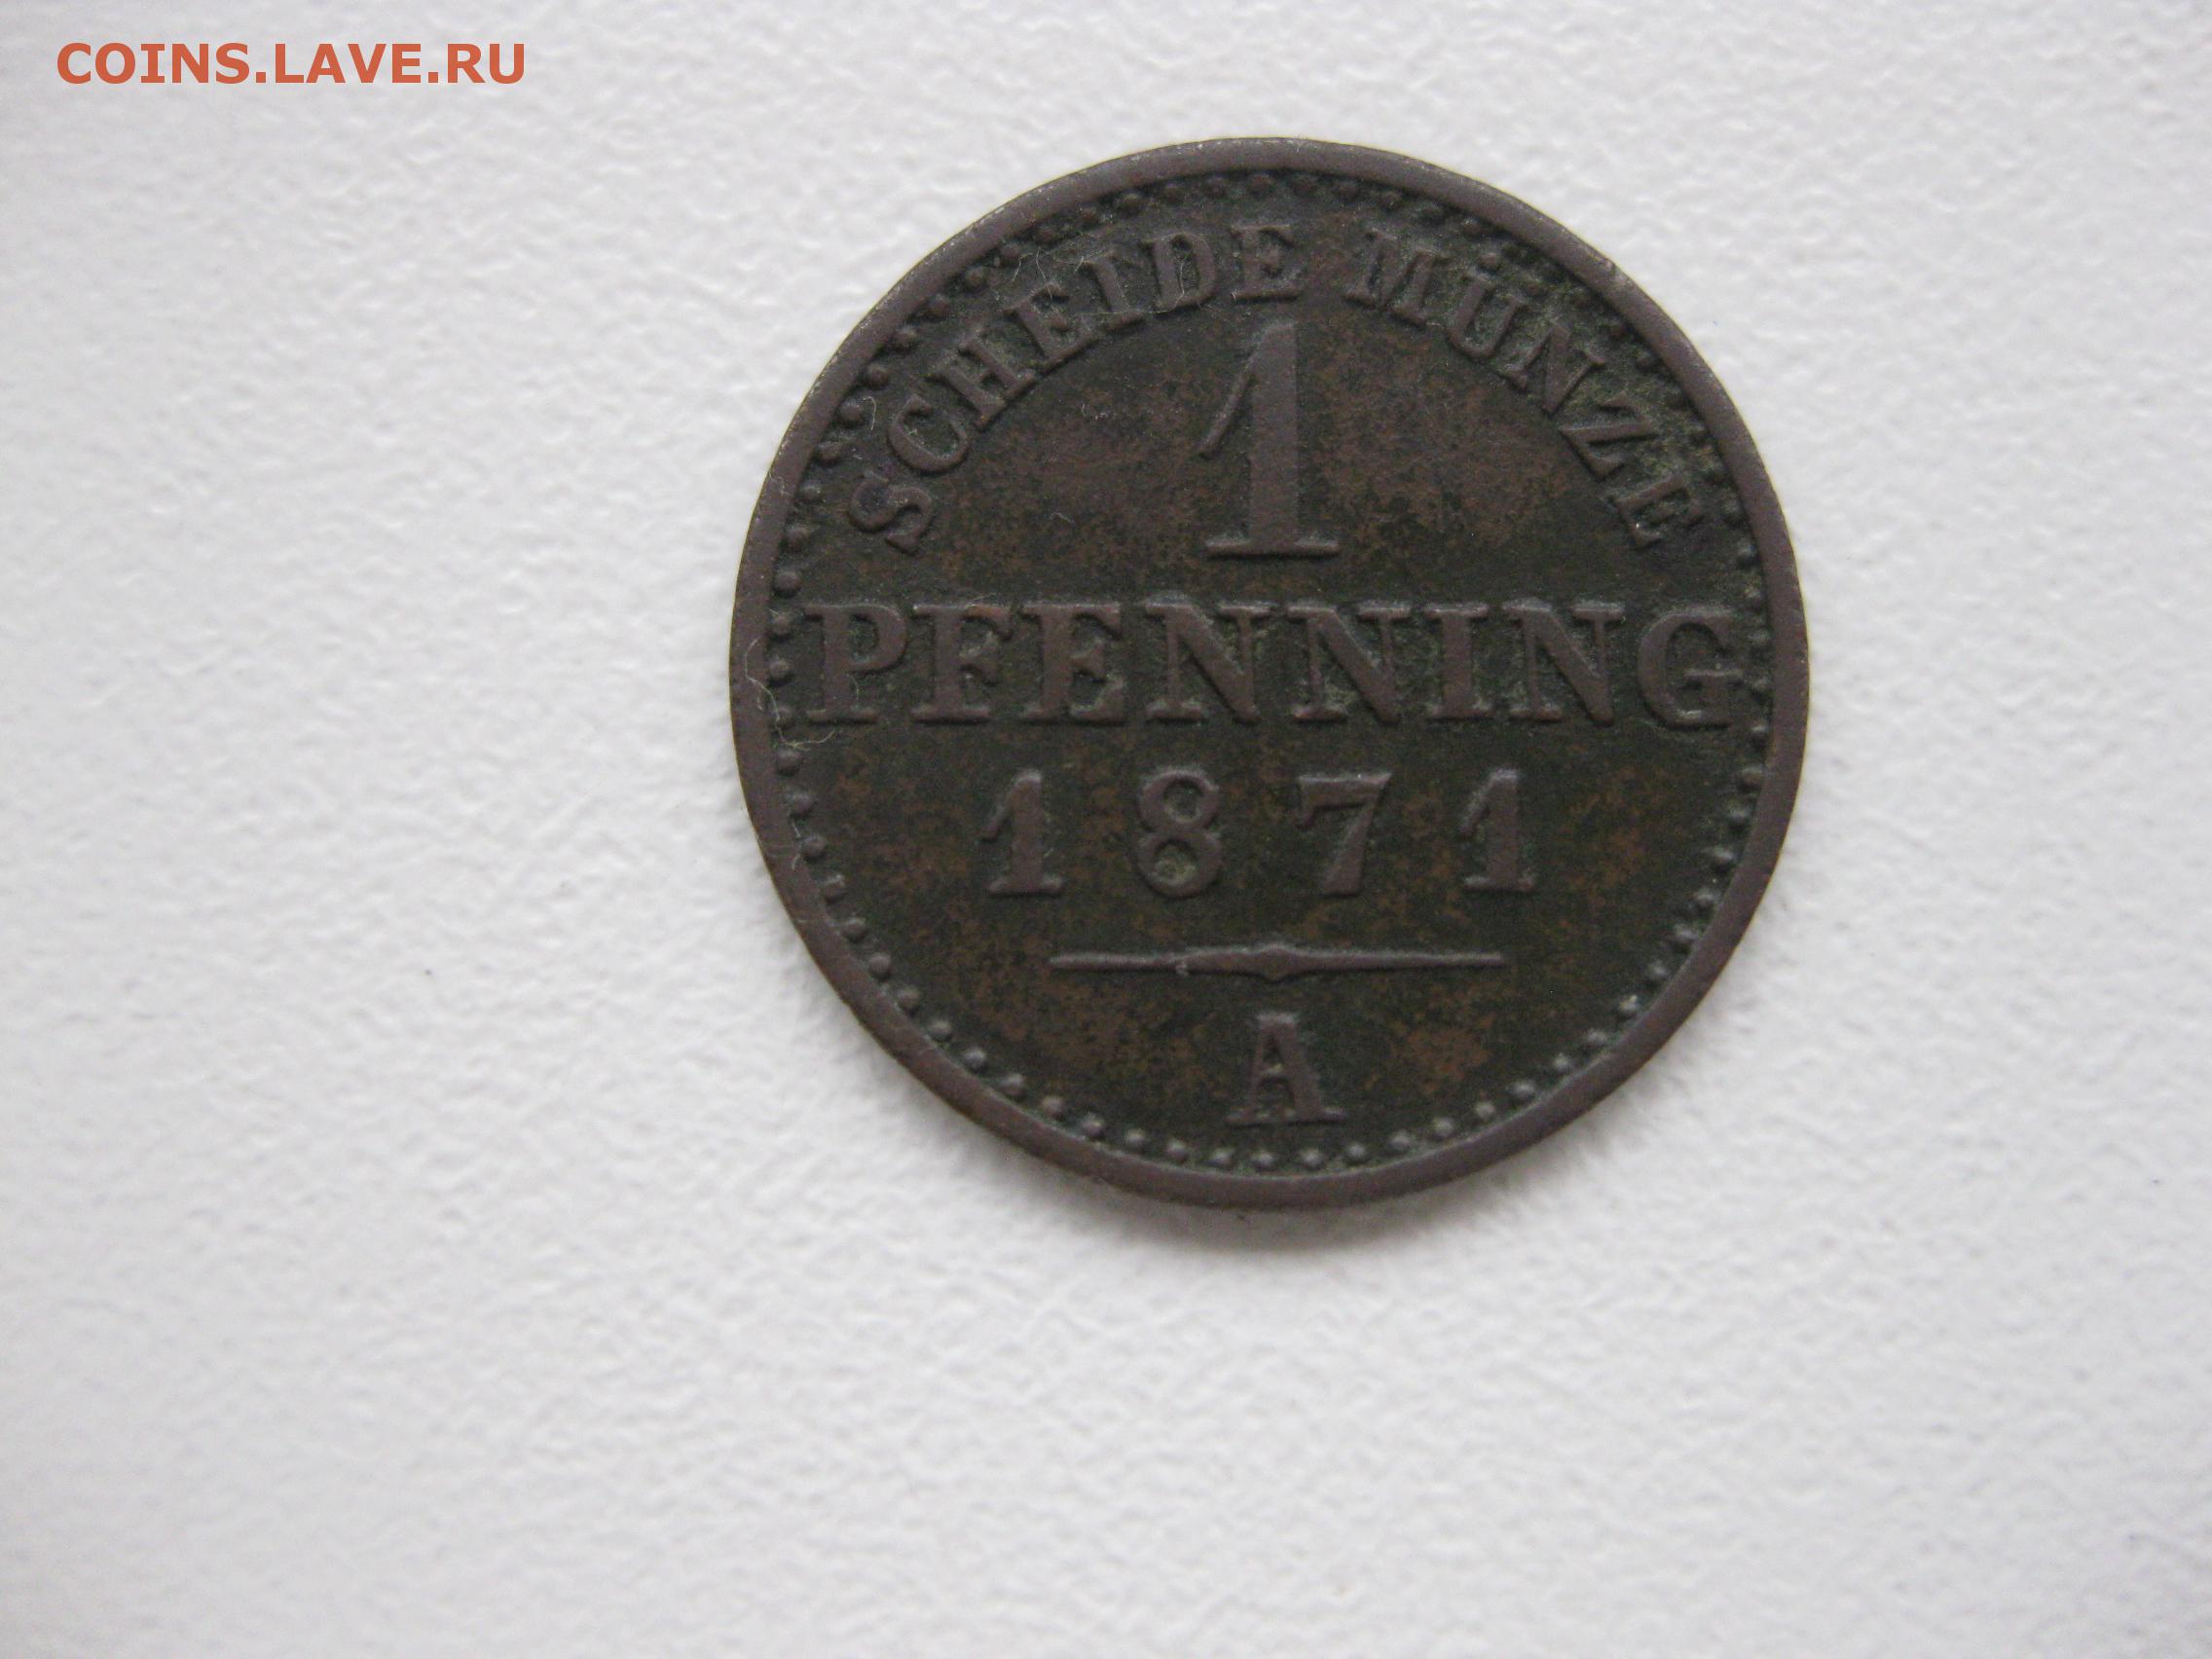 COINS.LAVE.RU
SCHEIDE MÜNZE
1
PFENNING
1871
A